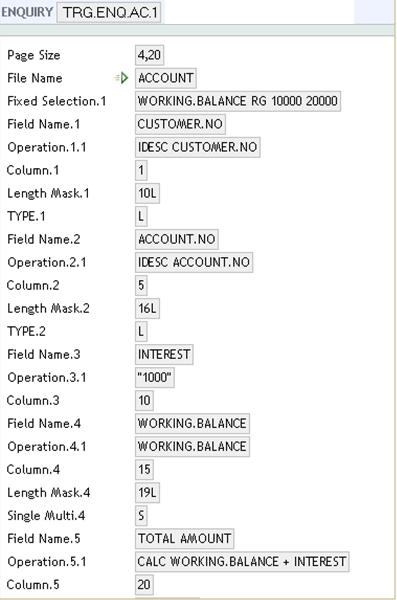 ENQUIRY TRG.ENQ.AC.1
Page Size 4,20
File Name ACCOUNT
Fixed Selection.1 WORKING.BALANCE RG 10000 20000
Field Name.1 CUSTOMER.NO
Operation.1.1 IDESC CUSTOMER.NO
Column.1 1
Length Mask.1 10L
TYPE.1 L
Field Name.2 ACCOUNT.NO
Operation.2.1 IDESC ACCOUNT.NO
Column.2 5
Length Mask.2 16L
TYPE.2 L
Field Name.3 INTEREST
Operation.3.1 "1000"
Column.3 10
Field Name.4 WORKING.BALANCE
Operation.4.1 WORKING.BALANCE
Column.4 15
Length Mask.4 19L
Single Multi.4 S
Field Name.5 TOTAL AMOUNT
Operation.5.1 CALC WORKING.BALANCE + INTEREST
Column.5 20